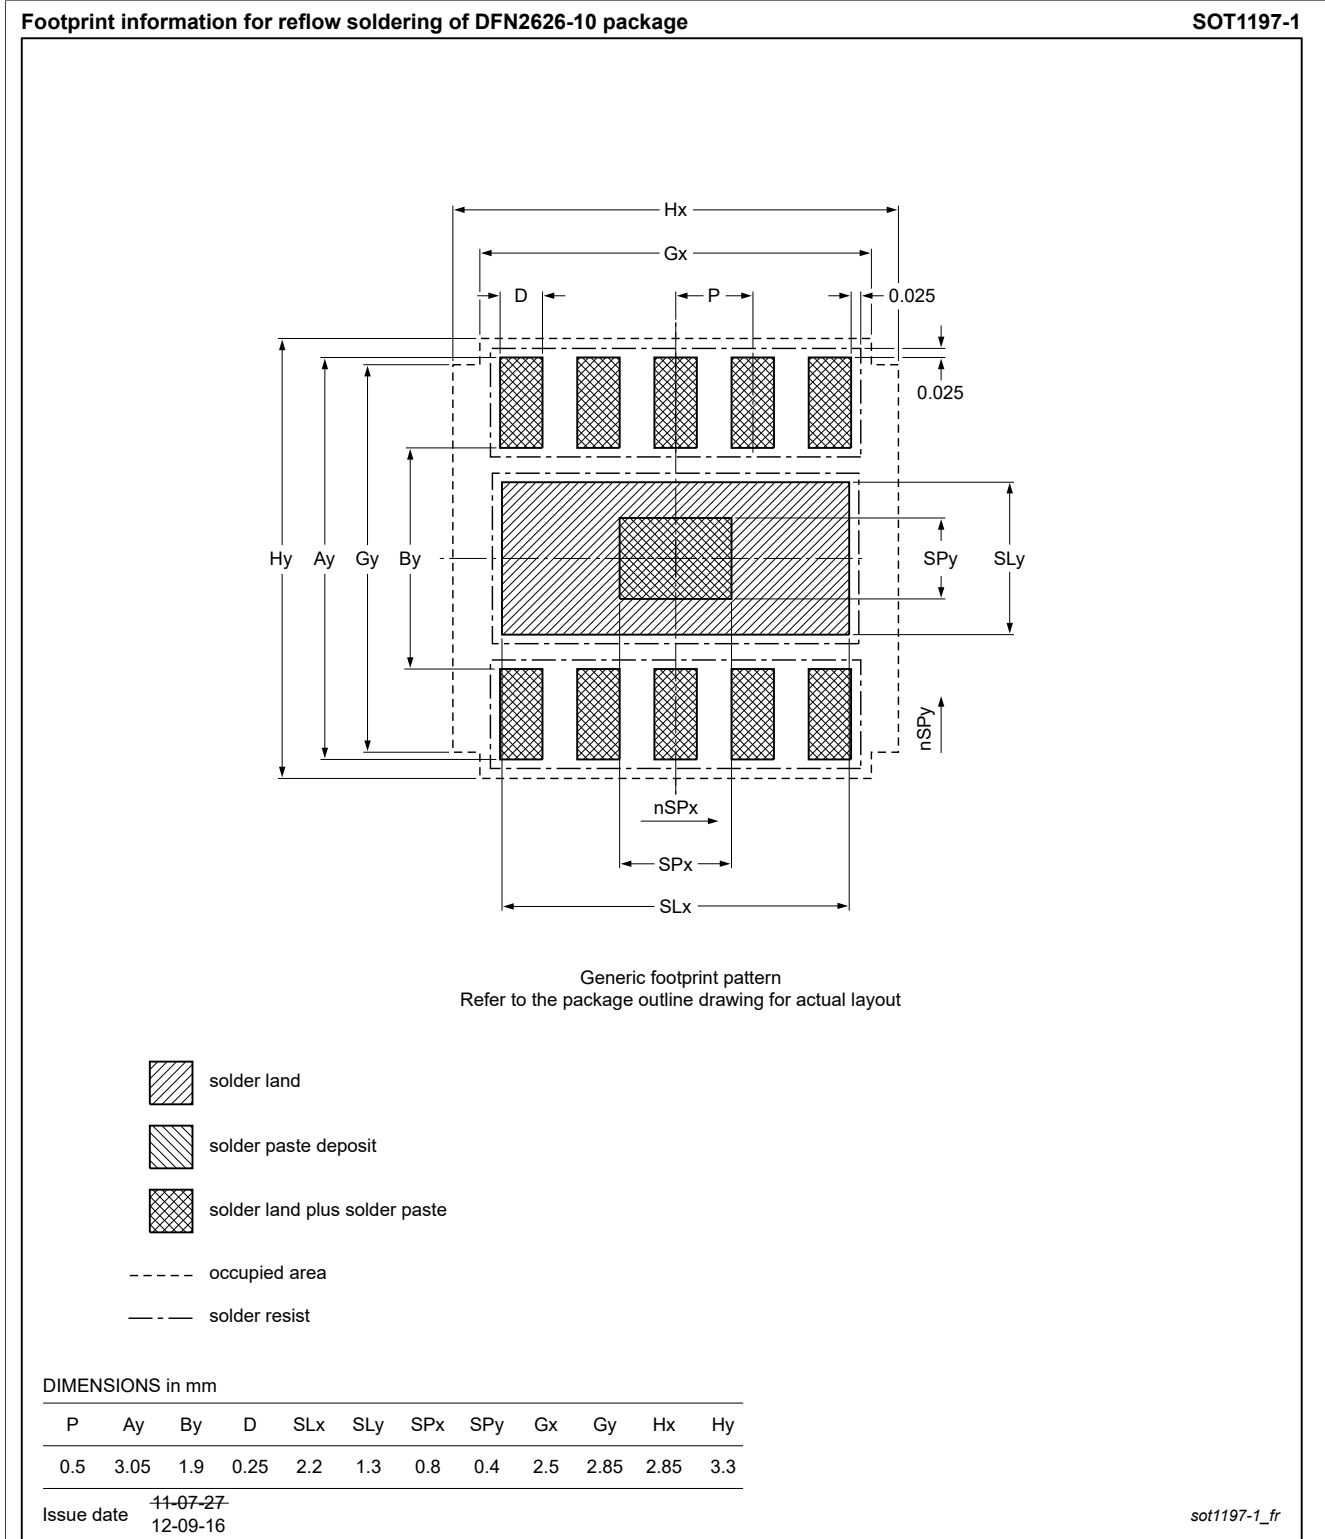 Footprint information for reflow soldering of DFN2626-10 package SOT1197-1
Hx
Gx
D P 0.025
0.025
Hy Ay Gy By SPy SLy
nSPy
nSPx
SPx
SLx
Generic footprint pattern
Refer to the package outline drawing for actual layout
solder land
solder paste deposit
solder land plus solder paste
occupied area
solder resist
DIMENSIONS in mm
P Ay By D SLx SLy SPx SPy Gx Gy Hx Hy
0.5 3.05 1.9 0.25 2.2 1.3 0.8 0.4 2.5 2.85 2.85 3.3
Issue date 11-07-27
12-09-16
sot1197-1_fr